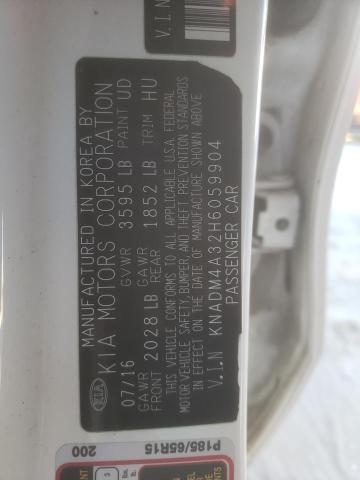 MANUFACTURED IN KOREA BY
KIA MOTORS CORPORATION
KIA
07/16 GVWR 3595 LB PAINT UD
GAWR FRONT 2028 LB GAWR REAR 1852 LB TRIM HU
THIS VEHICLE CONFORMS TO ALL APPLICABLE U.S.A. FEDERAL
MOTOR VEHICLE SAFETY, BUMPER, AND THEFT PREVENTION STANDARDS
IN EFFECT ON THE DATE OF MANUFACTURE SHOWN ABOVE
V.I.N KNADM4A32H6059904
PASSENGER CAR
V.I.N
P185/65R15
200